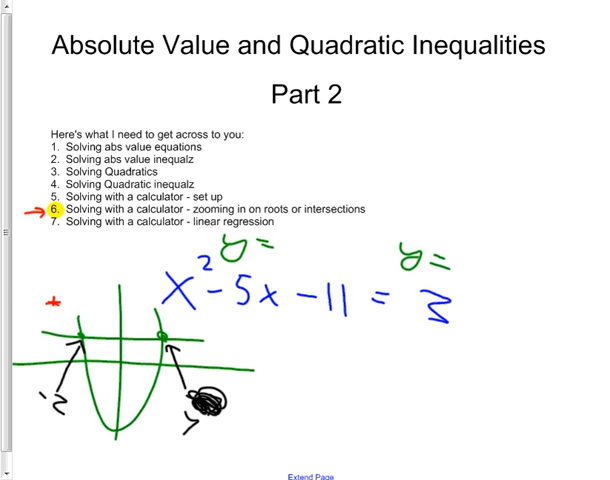 Absolute Value and Quadratic Inequalities
Part 2
Here's what I need to get across to you:
1. Solving abs value equations
2. Solving abs value inequalz
3. Solving Quadratics
4. Solving Quadratic inequalz
5. Solving with a calculator - set up
6. Solving with a calculator - zooming in on roots or intersections
7. Solving with a calculator - linear regression
y = y =
x² - 5x - 11 = 3
-2
Extend Page